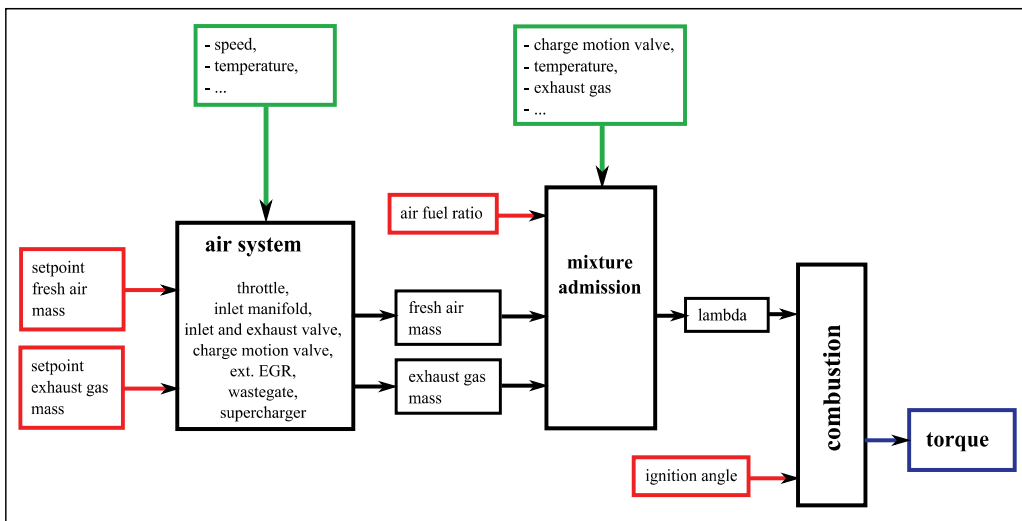 - speed,
- temperature,
- ...
- charge motion valve,
- temperature,
- exhaust gas
- ...
air fuel ratio
air system
throttle,
inlet manifold,
inlet and exhaust valve,
charge motion valve,
ext. EGR,
wastegate,
supercharger
setpoint
fresh air
mass
setpoint
exhaust gas
mass
fresh air
mass
exhaust gas
mass
mixture
admission
lambda
combustion
ignition angle
torque